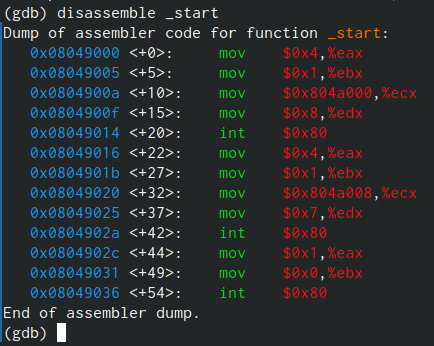 (gdb) disassemble _start
Dump of assembler code for function _start:
   0x08049000 <+0>:     mov    $0x4,%eax
   0x08049005 <+5>:     mov    $0x1,%ebx
   0x0804900a <+10>:    mov    $0x804a000,%ecx
   0x0804900f <+15>:    mov    $0x8,%edx
   0x08049014 <+20>:    int    $0x80
   0x08049016 <+22>:    mov    $0x4,%eax
   0x0804901b <+27>:    mov    $0x1,%ebx
   0x08049020 <+32>:    mov    $0x804a008,%ecx
   0x08049025 <+37>:    mov    $0x7,%edx
   0x0804902a <+42>:    int    $0x80
   0x0804902c <+44>:    mov    $0x1,%eax
   0x08049031 <+49>:    mov    $0x0,%ebx
   0x08049036 <+54>:    int    $0x80
End of assembler dump.
(gdb)